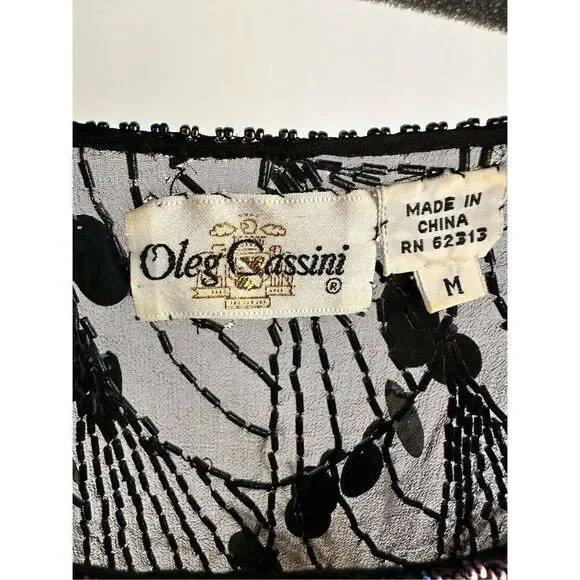 Oleg Cassini ®
MADE IN
CHINA
RN 62313
M